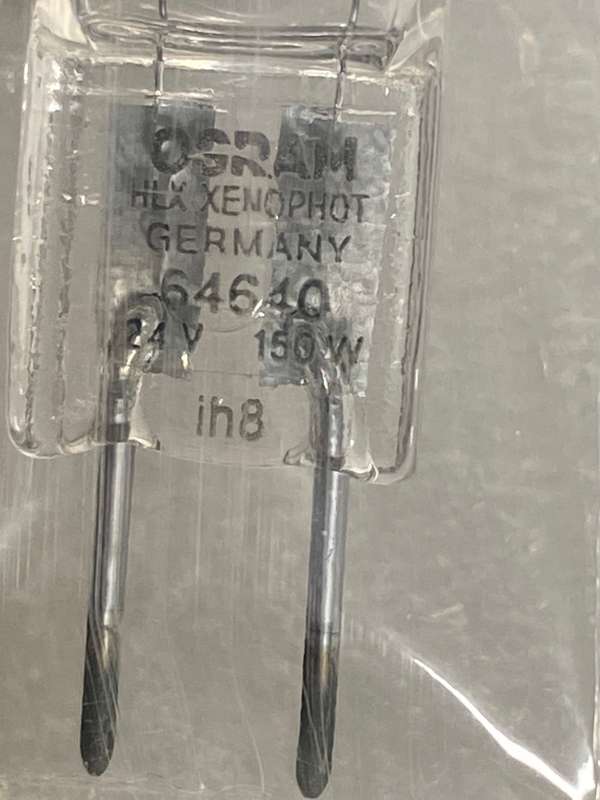 OSRAM
HLX XENOPHOT
GERMANY
64640
24 V 150 W
ih8